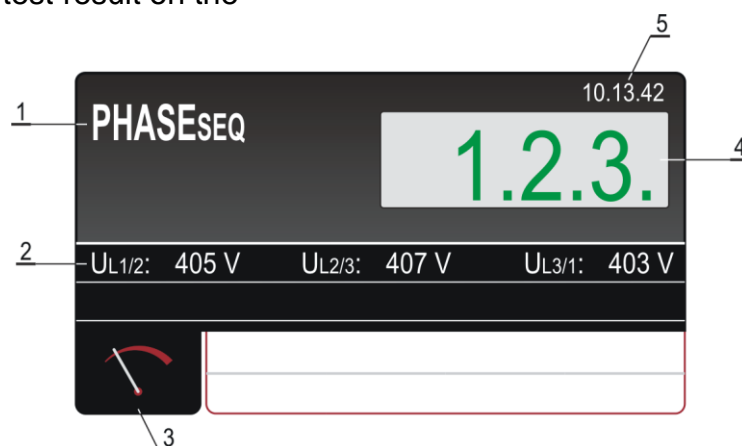 test result on the
5
10.13.42
1
PHASESEQ
1.2.3.
4
2
UL1/2: 405 V UL2/3: 407 V UL3/1: 403 V
3